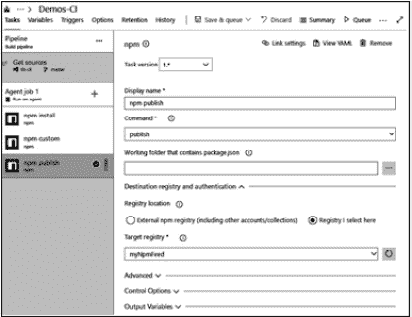 Demos-CI
Tasks Variables Triggers Options Retention History
Save & queue Discard Summary Queue
Pipeline
Build pipeline
Get sources
master
Agent job 1
Run on agent
npm install
npm
npm custom
npm
npm publish
npm
npm
Link settings View YAML Remove
Task version 1.*
Display name *
npm publish
Command *
publish
Working folder that contains package.json
Destination registry and authentication
Registry location
External npm registry (including other accounts/collections) Registry I select here
Target registry *
myNpmFeed
Advanced
Control Options
Output Variables